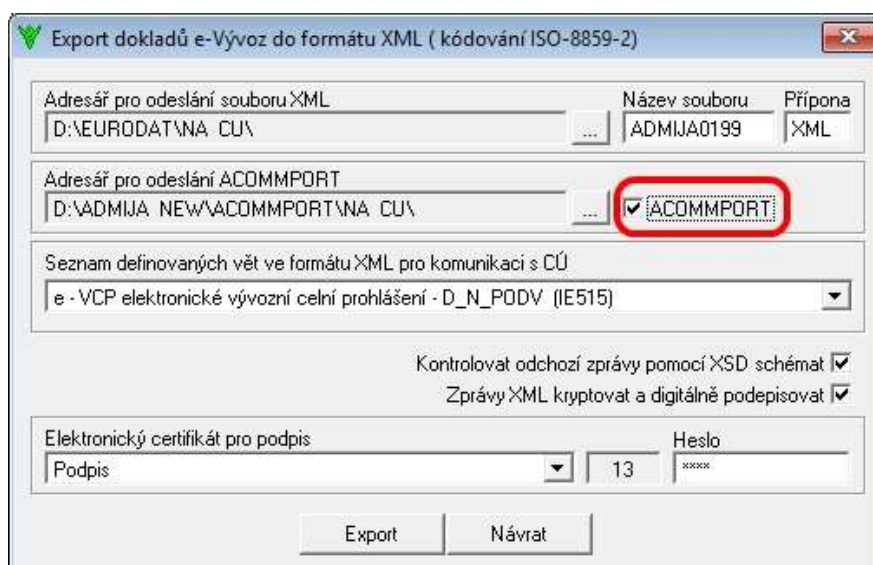 Export dokladů e-Vývoz do formátu XML ( kódování ISO-8859-2)
Adresář pro odeslání souboru XML
Název souboru
Přípona
D:\EURODAT\NA CU\
...
ADMIJA0199
XML
Adresář pro odeslání ACOMMPORT
D:\ADMIJA NEW\ACOMMPORT\NA CU\
...
ACOMMPORT
Seznam definovaných vět ve formátu XML pro komunikaci s CÚ
e - VCP elektronické vývozní celní prohlášení - D_N_PODV (IE515)
Kontrolovat odchozí zprávy pomocí XSD schémat
Zprávy XML kryptovat a digitálně podepisovat
Elektronický certifikát pro podpis
Heslo
Podpis
13
****
Export
Návrat